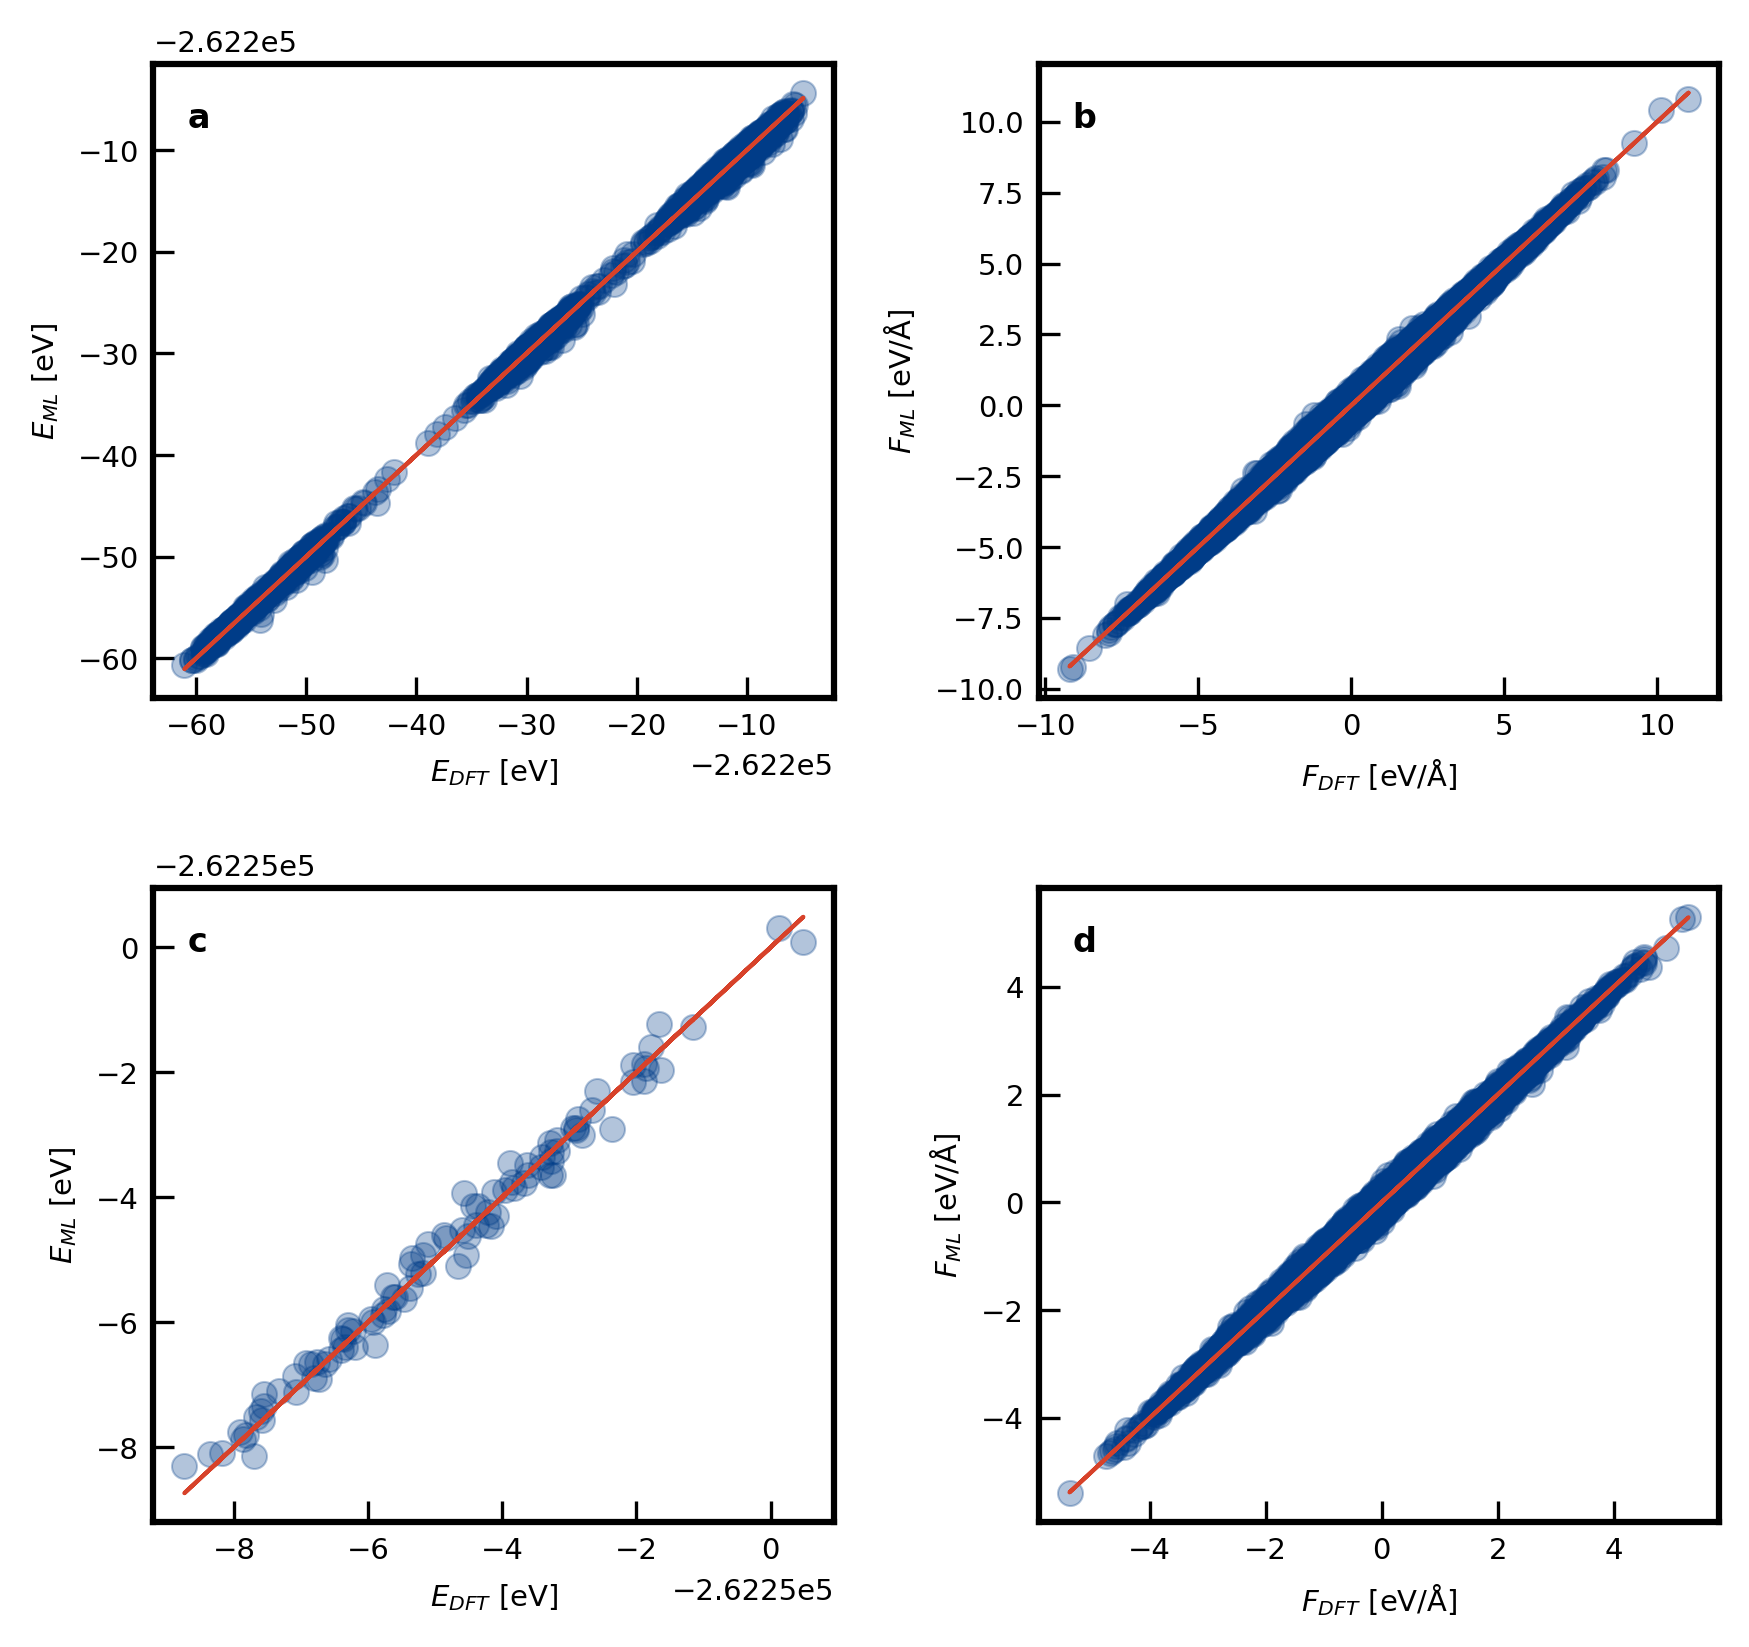 −2.622e5
a
−10
−20
−30
−40
−50
−60
E_ML [eV]
−60 −50 −40 −30 −20 −10
E_DFT [eV]
−2.622e5
b
10.0
7.5
5.0
2.5
0.0
−2.5
−5.0
−7.5
−10.0
F_ML [eV/Å]
−10 −5 0 5 10
F_DFT [eV/Å]
−2.6225e5
c
0
−2
−4
−6
−8
E_ML [eV]
−8 −6 −4 −2 0
E_DFT [eV]
−2.6225e5
d
4
2
0
−2
−4
F_ML [eV/Å]
−4 −2 0 2 4
F_DFT [eV/Å]